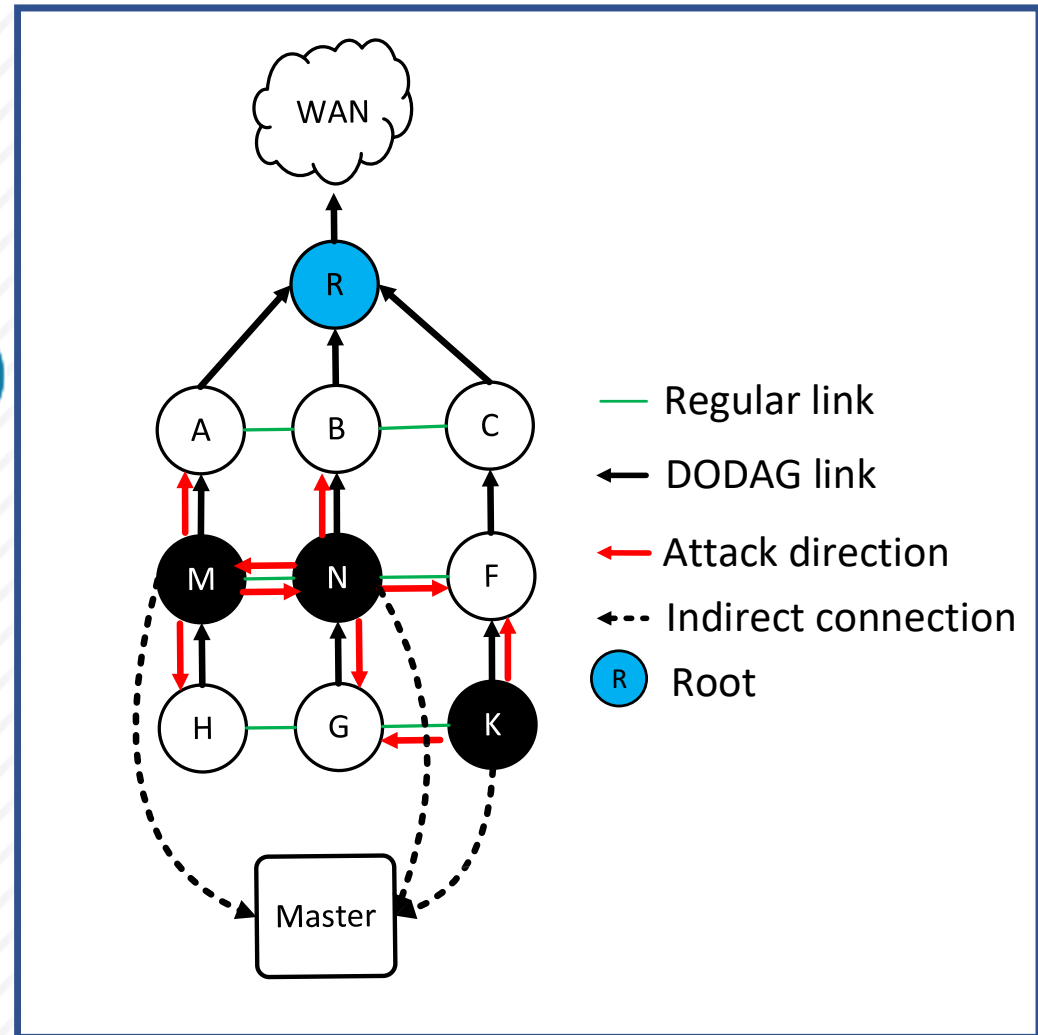 WAN
R
A
B
C
M
N
F
H
G
K
Master
Regular link
DODAG link
Attack direction
Indirect connection
R
Root